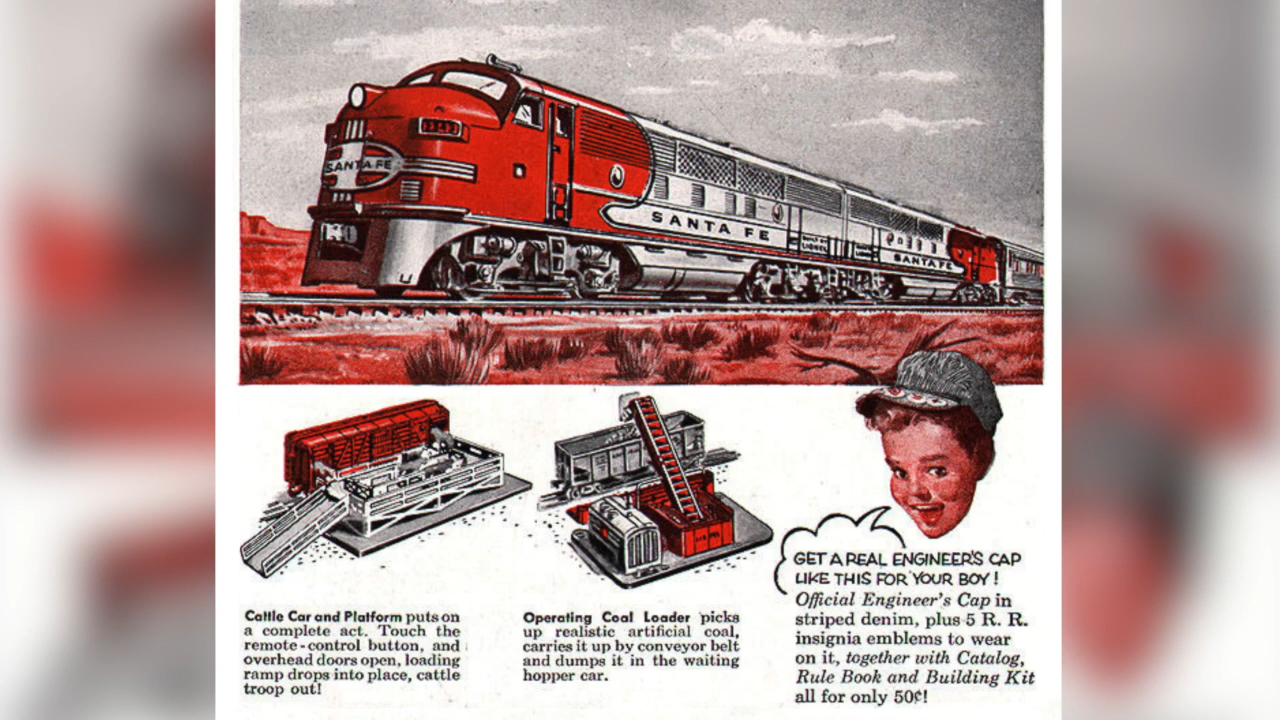 SANTA FE
SANTA FE
BUILT BY
LIONEL
SANTA FE
Cattle Car and Platform puts on
a complete act. Touch the
remote-control button, and
overhead doors open, loading
ramp drops into place, cattle
troop out!
Operating Coal Loader picks
up realistic artificial coal,
carries it up by conveyor belt
and dumps it in the waiting
hopper car.
GET A REAL ENGINEER'S CAP
LIKE THIS FOR YOUR BOY!
Official Engineer's Cap in
striped denim, plus 5 R. R.
insignia emblems to wear
on it, together with Catalog,
Rule Book and Building Kit
all for only 50¢!